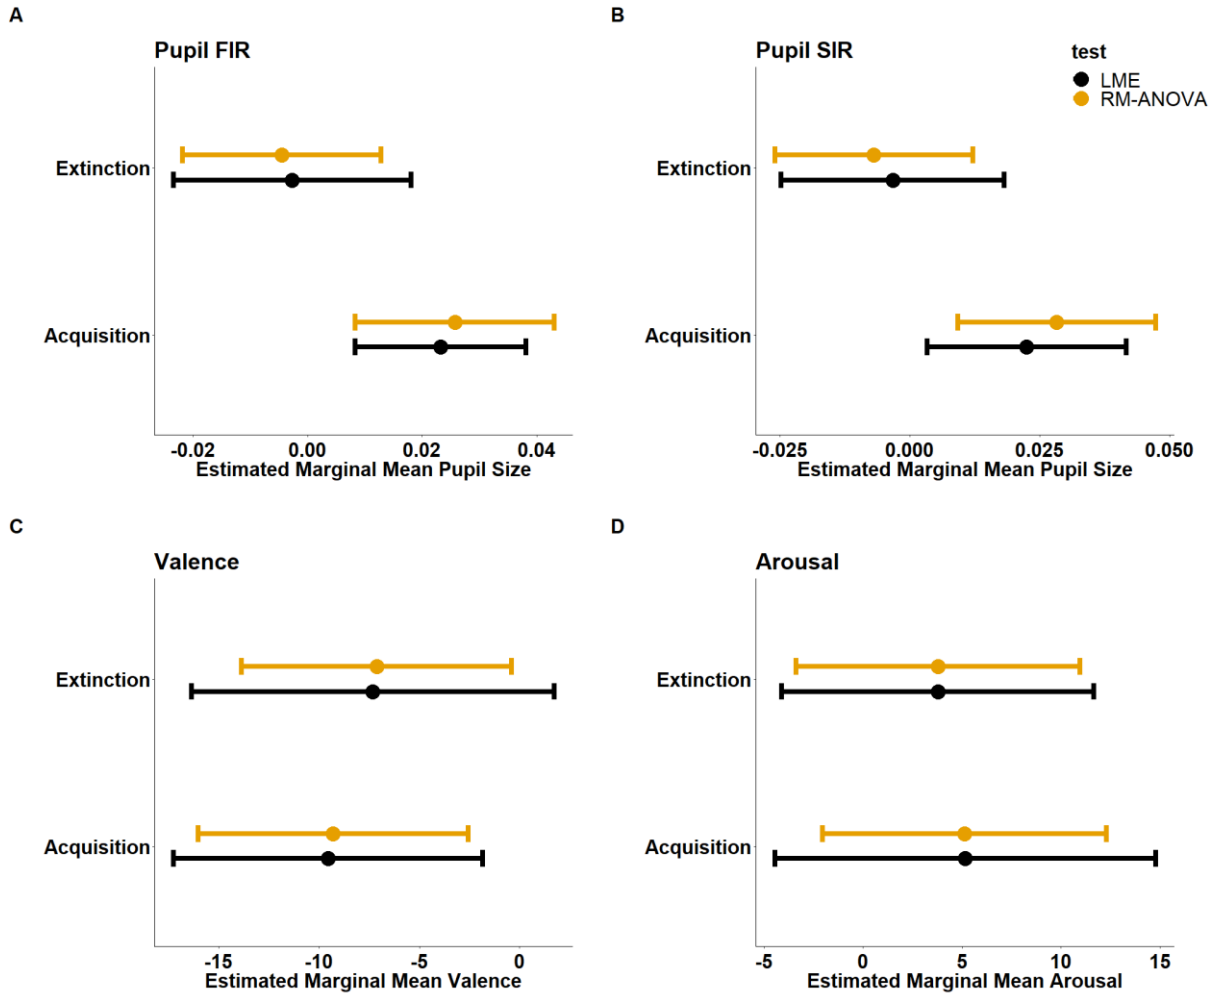 A
Pupil FIR
Extinction
Acquisition
-0.02 0.00 0.02 0.04
Estimated Marginal Mean Pupil Size
B
Pupil SIR
test
LME
RM-ANOVA
Extinction
Acquisition
-0.025 0.000 0.025 0.050
Estimated Marginal Mean Pupil Size
C
Valence
Extinction
Acquisition
-15 -10 -5 0
Estimated Marginal Mean Valence
D
Arousal
Extinction
Acquisition
-5 0 5 10 15
Estimated Marginal Mean Arousal